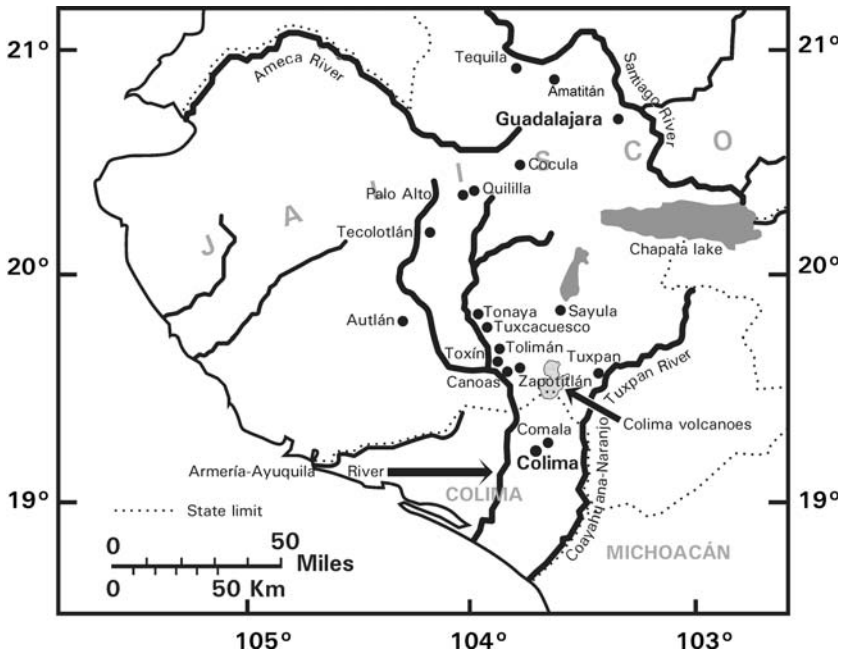 21°
21°
Tequila
Ameca River
Amatitán
Santiago River
Guadalajara
O
C
S
Cocula
I
L
Palo Alto
Quililla
A
J
Tecolotlán
Chapala lake
20°
20°
Tonaya
Sayula
Autlán
Tuxcacuesco
Tolimán
Toxín
Tuxpan
Tuxpan River
Canoas
Zapotitlán
Colima volcanoes
Comala
Colima
Coayahuana-Naranjo
Armería-Ayuquila River
COLIMA
19°
19°
State limit
MICHOACÁN
0 50
Miles
0 50 Km
105°
104°
103°